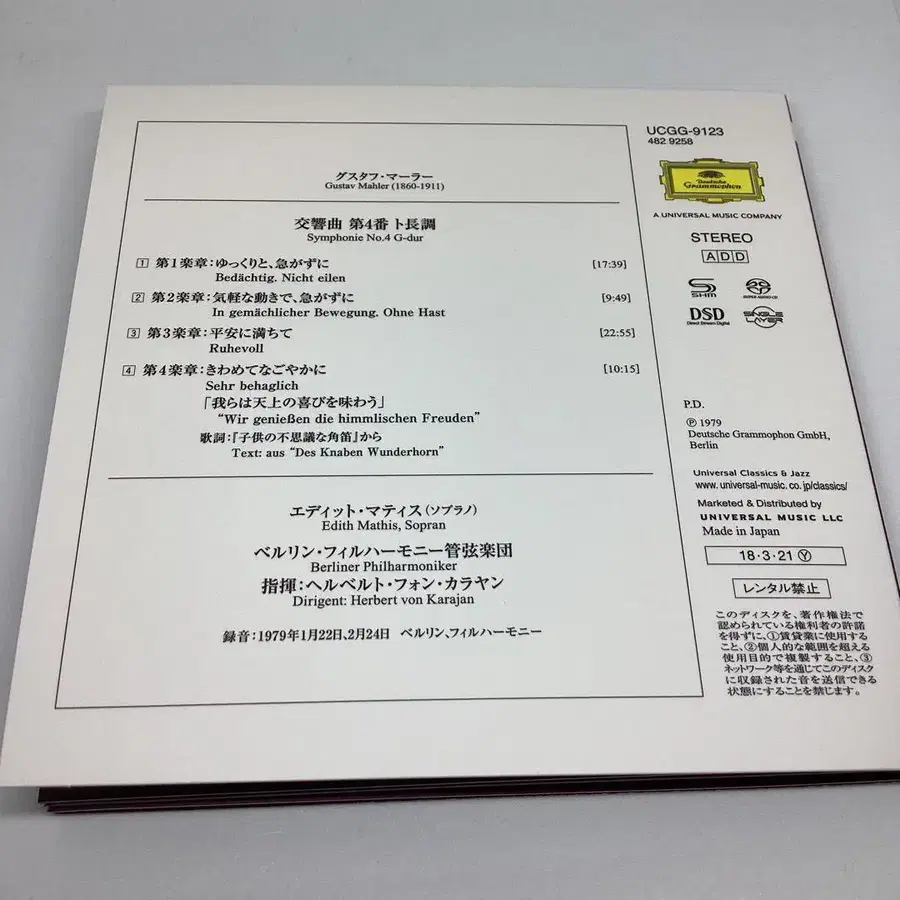 グスタフ・マーラー
Gustav Mahler (1860-1911)
交響曲 第4番 ト長調
Symphonie No.4 G-dur
1 第1楽章：ゆっくりと、急がずに [17:39]
Bedächtig. Nicht eilen
2 第2楽章：気軽な動きで、急がずに [9:49]
In gemächlicher Bewegung. Ohne Hast
3 第3楽章：平安に満ちて [22:55]
Ruhevoll
4 第4楽章：きわめてなごやかに [10:15]
Sehr behaglich
「我らは天上の喜びを味わう」
"Wir genießen die himmlischen Freuden"
歌詞：『子供の不思議な角笛』から
Text: aus "Des Knaben Wunderhorn"
エディット・マティス（ソプラノ）
Edith Mathis, Sopran
ベルリン・フィルハーモニー管弦楽団
Berliner Philharmoniker
指揮：ヘルベルト・フォン・カラヤン
Dirigent: Herbert von Karajan
録音：1979年1月22日、2月24日 ベルリン、フィルハーモニー
UCGG-9123
482 9258
Deutsche
Grammophon
A UNIVERSAL MUSIC COMPANY
STEREO
ADD
SHM
SUPER AUDIO CD
DSD
Direct Stream Digital
SINGLE
LAYER
P.D.
Ⓟ 1979
Deutsche Grammophon GmbH,
Berlin
Universal Classics & Jazz
www.universal-music.co.jp/classics/
Marketed & Distributed by
UNIVERSAL MUSIC LLC
Made in Japan
18・3・21 Ⓨ
レンタル禁止
このディスクを、著作権法で
認められている権利者の許諾
を得ずに、①賃貸業に使用する
こと、②個人的な範囲を超える
使用目的で複製すること、③
ネットワーク等を通じてこのディスク
に収録された音を送信できる
状態にすることを禁じます。